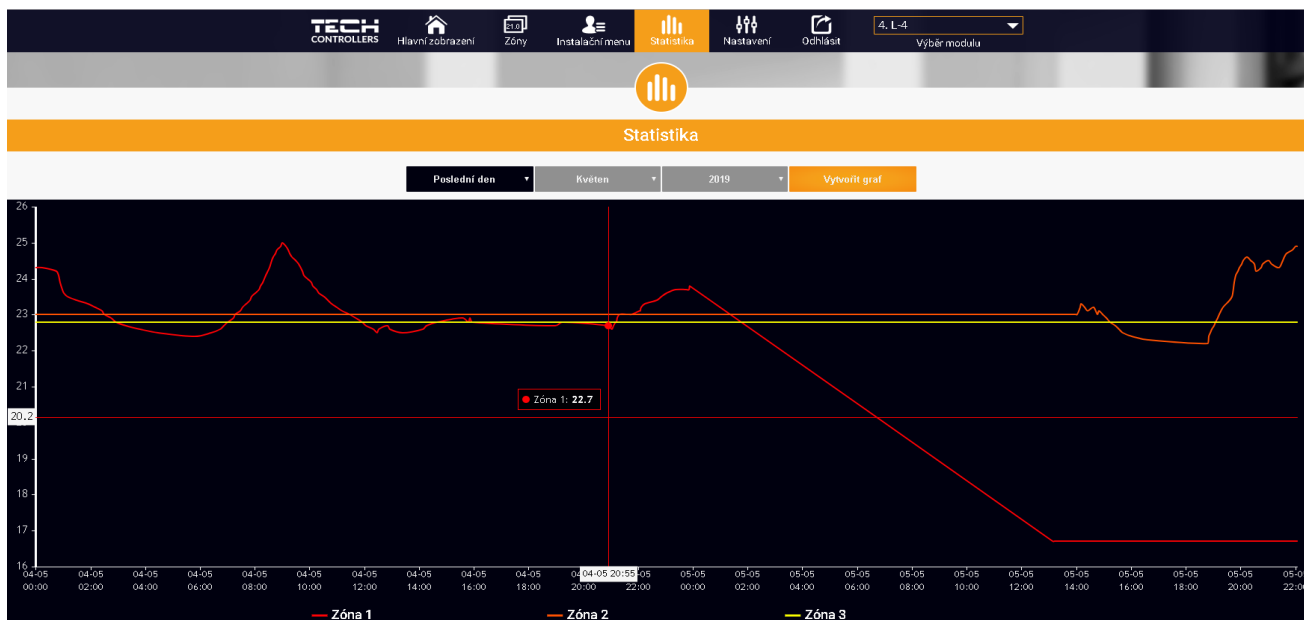 TECH
CONTROLLERS
Hlavní zobrazení
Zóny
Instalační menu
Statistika
Nastavení
Odhlásit
4. L-4
Výběr modulu
Statistika
Poslední den
Květen
2019
Vytvořit graf
26
25
24
23
22
21
20.2
19
18
17
16
Zóna 1: 22.7
04-05 04-05 04-05 04-05 04-05 04-05 04-05 04-05 04-05 04-05 04-05 20:55 05-05 05-05 05-05 05-05 05-05 05-05 05-05 05-05 05-05 05-05 05-05
00:00 02:00 04:00 06:00 08:00 10:00 12:00 14:00 16:00 18:00 20:00 22:00 00:00 02:00 04:00 06:00 08:00 10:00 12:00 14:00 16:00 18:00 20:00 22:00
Zóna 1 Zóna 2 Zóna 3